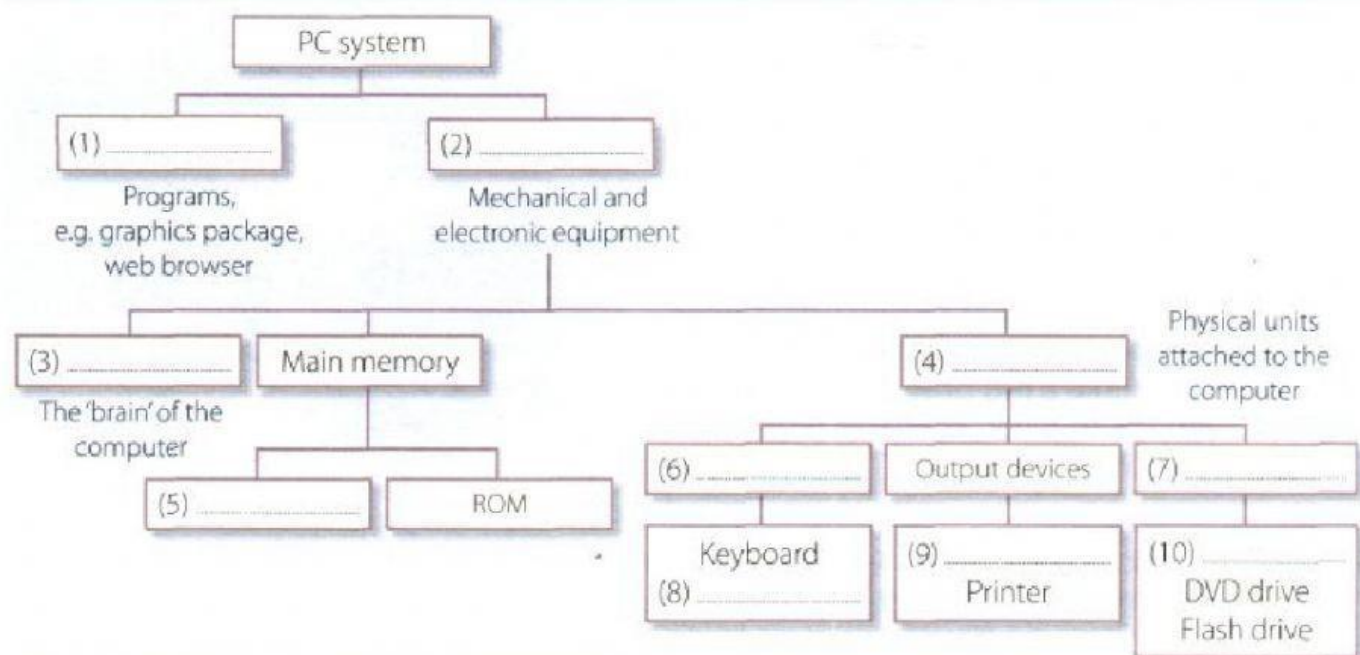 PC system
(1)
(2)
Programs,
e.g. graphics package,
web browser
Mechanical and
electronic equipment
(3)
Main memory
(4)
Physical units
attached to the
computer
The 'brain' of the
computer
(5)
ROM
(6)
Output devices
(7)
Keyboard
(8)
(9)
Printer
(10)
DVD drive
Flash drive